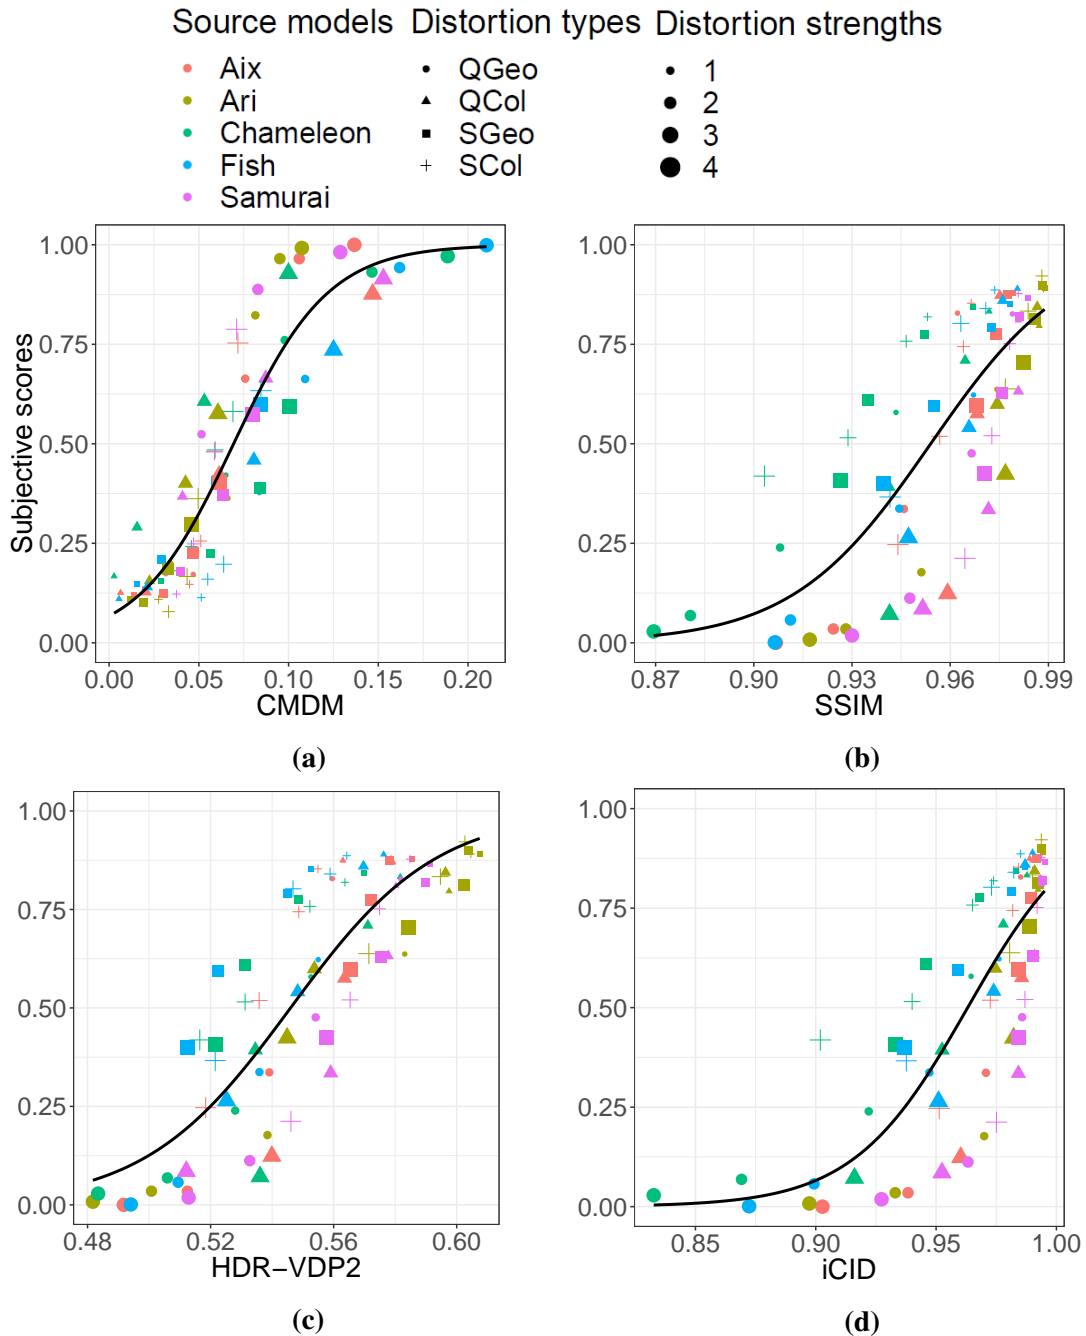 Source models Distortion types Distortion strengths
Aix QGeo 1
Ari QCol 2
Chameleon SGeo 3
Fish SCol 4
Samurai
1.00 1.00
0.75 0.75
0.50 0.50
0.25 0.25
0.00 0.00
Subjective scores
0.00 0.05 0.10 0.15 0.20 0.87 0.90 0.93 0.96 0.99
CMDM SSIM
(a) (b)
1.00 1.00
0.75 0.75
0.50 0.50
0.25 0.25
0.00 0.00
0.48 0.52 0.56 0.60 0.85 0.90 0.95 1.00
HDR−VDP2 iCID
(c) (d)